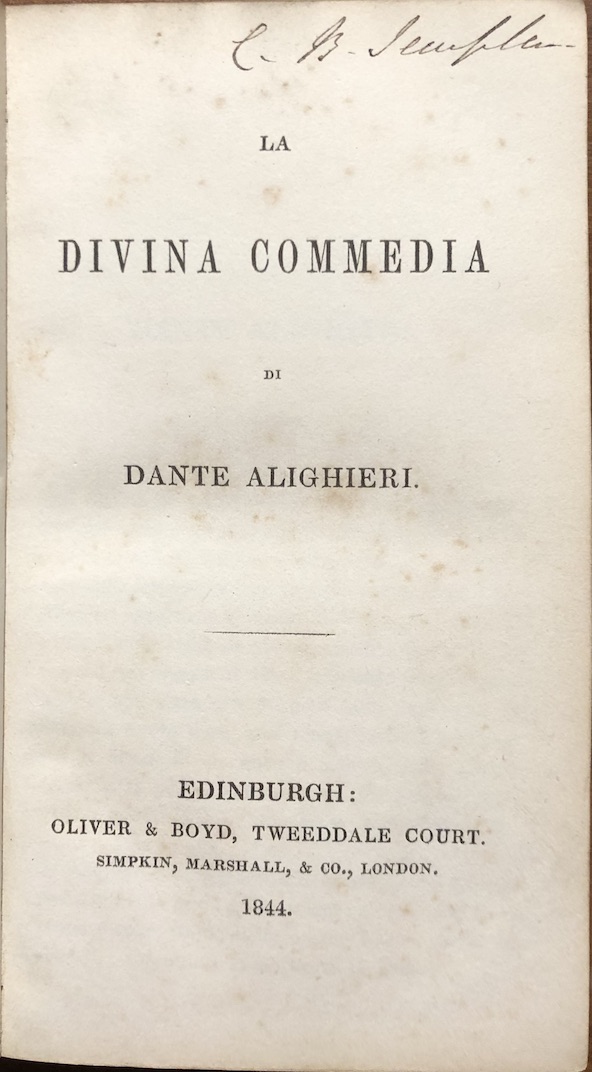 C. B.
LA
DIVINA COMMEDIA
DI
DANTE ALIGHIERI.
EDINBURGH:
OLIVER & BOYD, TWEEDDALE COURT.
SIMPKIN, MARSHALL, & CO., LONDON.
1844.